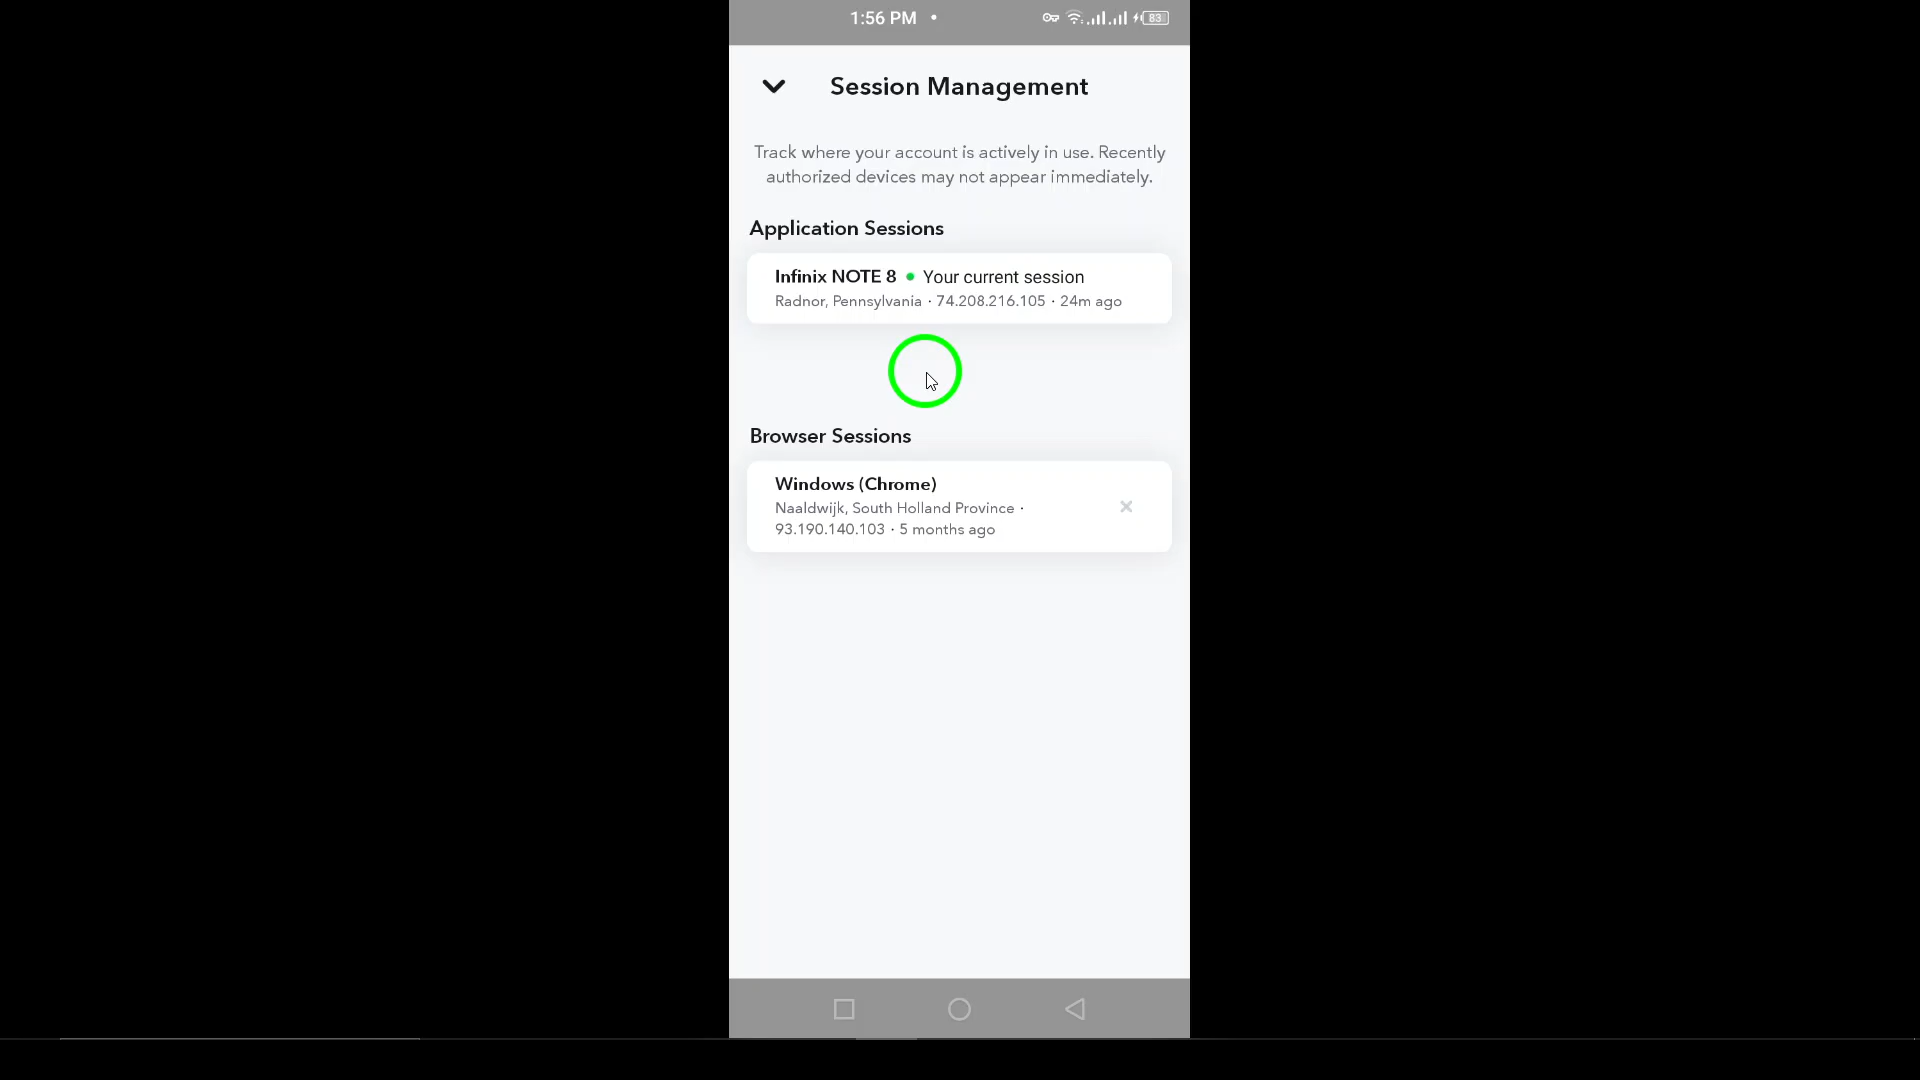 1:56 PM •
83
Session Management
Track where your account is actively in use. Recently
authorized devices may not appear immediately.
Application Sessions
Infinix NOTE 8 • Your current session
Radnor, Pennsylvania · 74.208.216.105 · 24m ago
Browser Sessions
Windows (Chrome)
Naaldwijk, South Holland Province ·
93.190.140.103 · 5 months ago